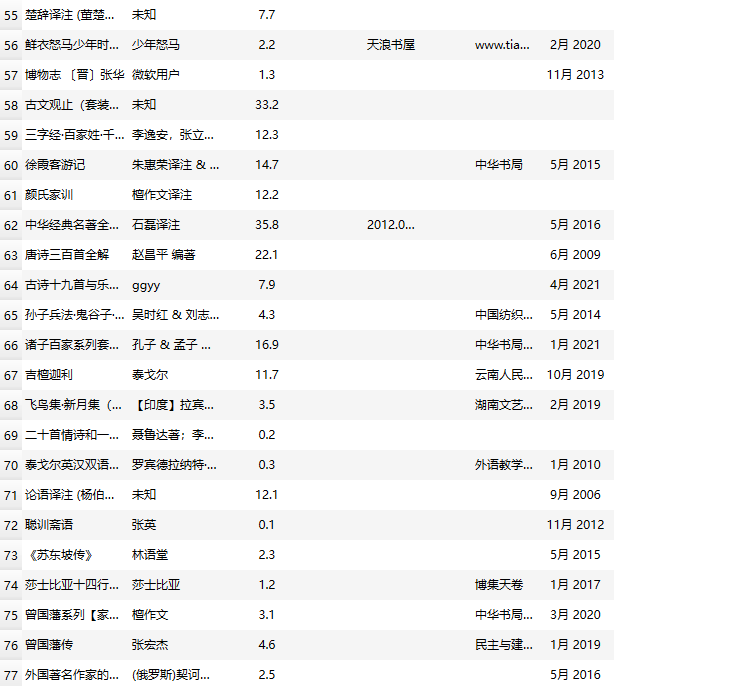 55 楚辞译注 (董楚... 未知 7.7
56 鲜衣怒马少年时... 少年怒马 2.2 天浪书屋 www.tia... 2月 2020
57 博物志 〔晋〕张华 微软用户 1.3 11月 2013
58 古文观止（套装... 未知 33.2
59 三字经·百家姓·千... 李逸安，张立... 12.3
60 徐霞客游记 朱惠荣译注 & ... 14.7 中华书局 5月 2015
61 颜氏家训 檀作文译注 12.2
62 中华经典名著全... 石磊译注 35.8 2012.0... 5月 2016
63 唐诗三百首全解 赵昌平 编著 22.1 6月 2009
64 古诗十九首与乐... ggyy 7.9 4月 2021
65 孙子兵法·鬼谷子·... 吴时红 & 刘志... 4.3 中国纺织... 5月 2014
66 诸子百家系列套... 孔子 & 孟子 ... 16.9 中华书局... 1月 2021
67 吉檀迦利 泰戈尔 11.7 云南人民... 10月 2019
68 飞鸟集·新月集（... 【印度】拉宾... 3.5 湖南文艺... 2月 2019
69 二十首情诗和一... 聂鲁达著；李... 0.2
70 泰戈尔英汉双语... 罗宾德拉纳特·... 0.3 外语教学... 1月 2010
71 论语译注 (杨伯... 未知 12.1 9月 2006
72 聪训斋语 张英 0.1 11月 2012
73 《苏东坡传》 林语堂 2.3 5月 2015
74 莎士比亚十四行... 莎士比亚 1.2 博集天卷 1月 2017
75 曾国藩系列【家... 檀作文 3.1 中华书局... 3月 2020
76 曾国藩传 张宏杰 4.6 民主与建... 1月 2019
77 外国著名作家的... (俄罗斯)契诃... 2.5 5月 2016